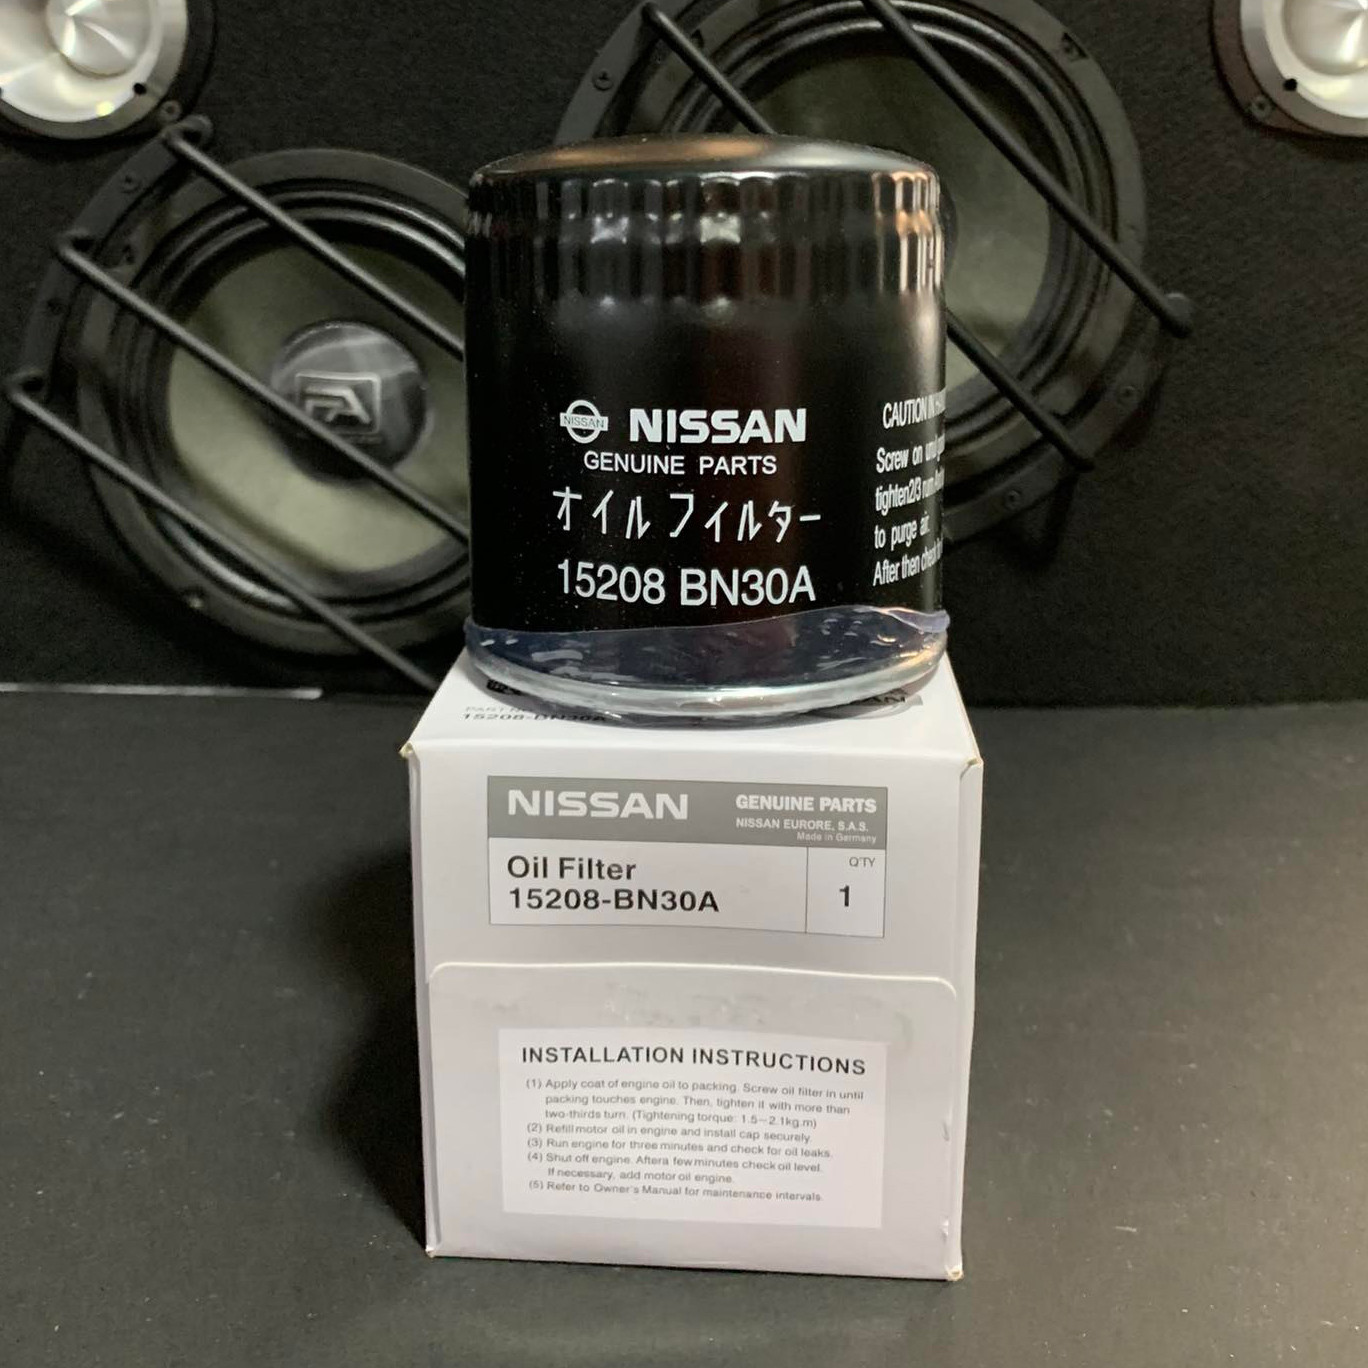 NISSAN NISSAN
GENUINE PARTS
オイルフィルター
15208 BN30A
CAUTION IN
Screw on until
tighten2/3 turn.
to purge air.
After then check
15208-BN30A
NISSAN GENUINE PARTS
NISSAN EURORE, S.A.S.
Made in Germany
Oil Filter
15208-BN30A
Q'TY
1
INSTALLATION INSTRUCTIONS
(1) Apply coat of engine oil to packing. Screw oil filter in until
packing touches engine. Then, tighten it with more than
two-thirds turn. (Tightening torque: 1.5~2.1kg.m)
(2) Refill motor oil in engine and install cap securely.
(3) Run engine for three minutes and check for oil leaks.
(4) Shut off engine. Aftera few minutes check oil level.
If necessary, add motor oil engine.
(5) Refer to Owner's Manual for maintenance intervals.